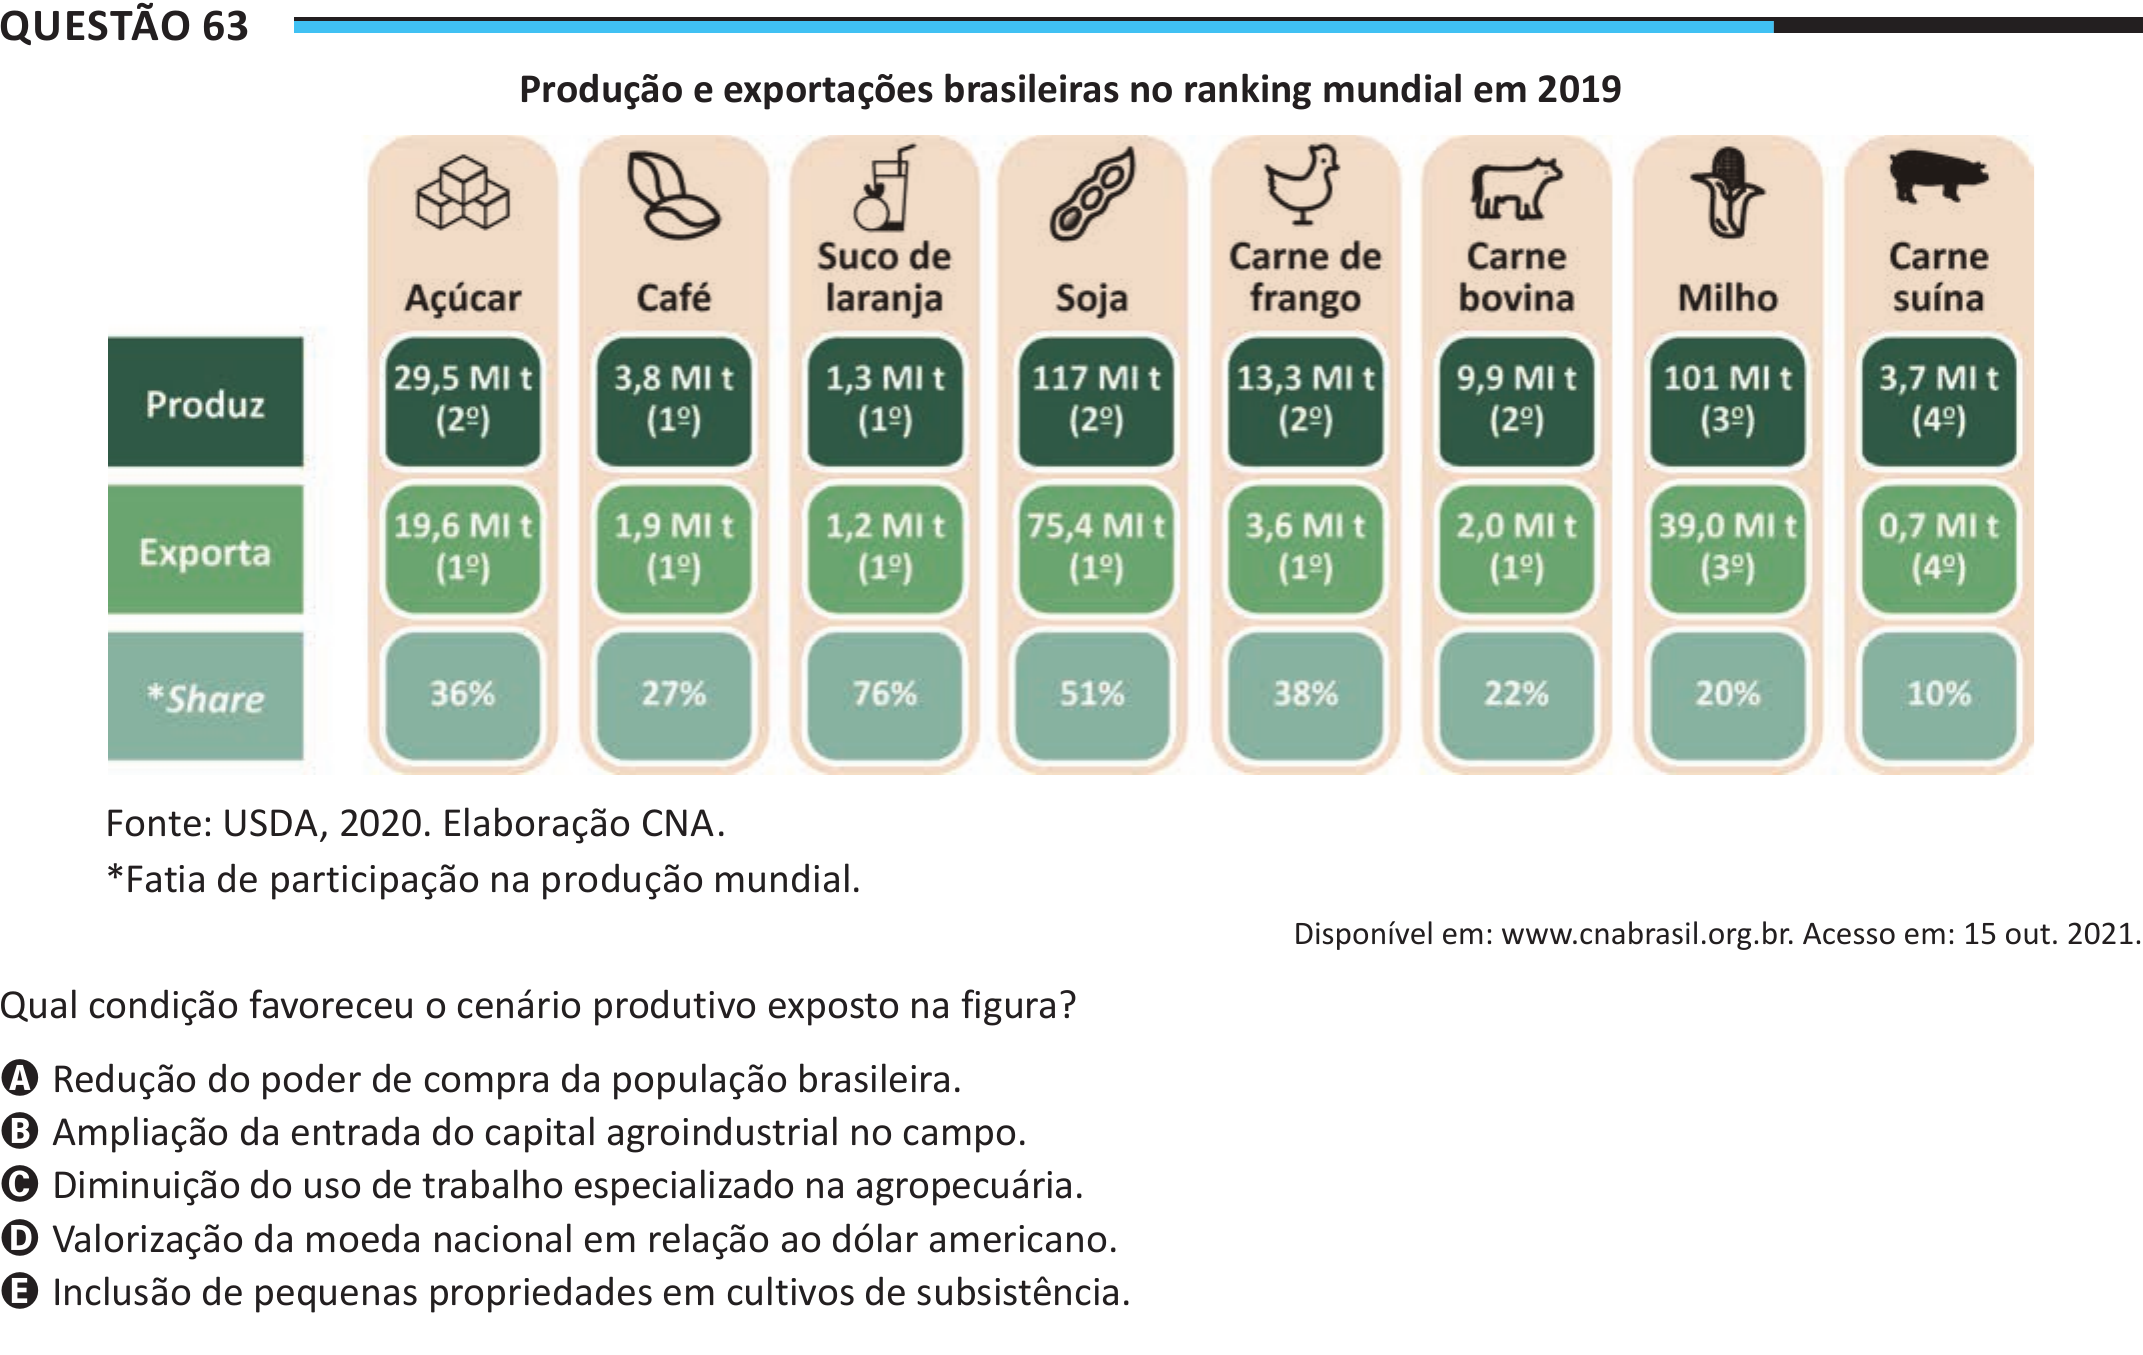 QUESTÃO 63
Produção e exportações brasileiras no ranking mundial em 2019
Açúcar Café Suco de laranja Soja Carne de frango Carne bovina Milho Carne suína
Produz 29,5 MI t (2º) 3,8 MI t (1º) 1,3 MI t (1º) 117 MI t (2º) 13,3 MI t (2º) 9,9 MI t (2º) 101 MI t (3º) 3,7 MI t (4º)
Exporta 19,6 MI t (1º) 1,9 MI t (1º) 1,2 MI t (1º) 75,4 MI t (1º) 3,6 MI t (1º) 2,0 MI t (1º) 39,0 MI t (3º) 0,7 MI t (4º)
*Share 36% 27% 76% 51% 38% 22% 20% 10%
Fonte: USDA, 2020. Elaboração CNA.
*Fatia de participação na produção mundial.
Disponível em: www.cnabrasil.org.br. Acesso em: 15 out. 2021.
Qual condição favoreceu o cenário produtivo exposto na figura?
A Redução do poder de compra da população brasileira.
B Ampliação da entrada do capital agroindustrial no campo.
C Diminuição do uso de trabalho especializado na agropecuária.
D Valorização da moeda nacional em relação ao dólar americano.
E Inclusão de pequenas propriedades em cultivos de subsistência.